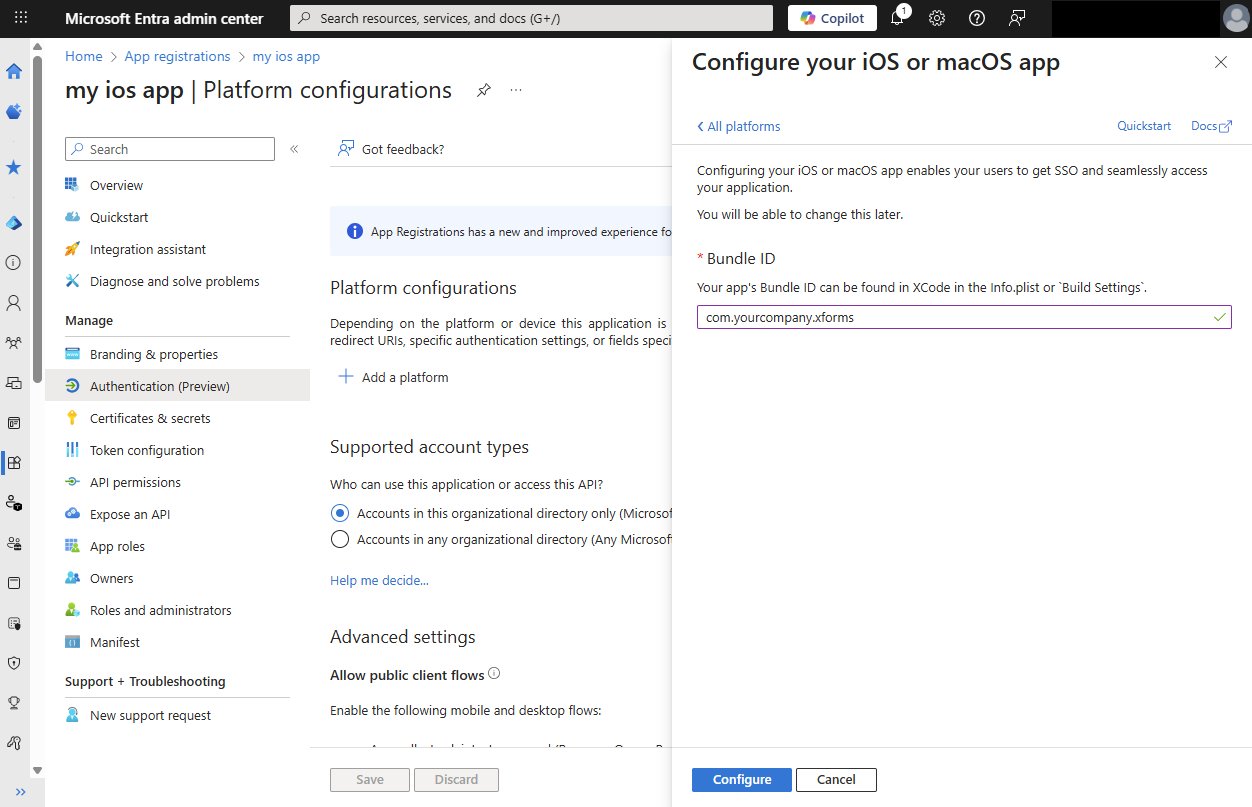 Microsoft Entra admin center
Search resources, services, and docs (G+/)
Copilot
1
Home > App registrations > my ios app
my ios app | Platform configurations
Search
Overview
Quickstart
Integration assistant
Diagnose and solve problems
Manage
Branding & properties
Authentication (Preview)
Certificates & secrets
Token configuration
API permissions
Expose an API
App roles
Owners
Roles and administrators
Manifest
Support + Troubleshooting
New support request
Got feedback?
App Registrations has a new and improved experience fo
Platform configurations
Depending on the platform or device this application is
redirect URIs, specific authentication settings, or fields speci
Add a platform
Supported account types
Who can use this application or access this API?
Accounts in this organizational directory only (Microsof
Accounts in any organizational directory (Any Microsof
Help me decide...
Advanced settings
Allow public client flows
Enable the following mobile and desktop flows:
Save
Discard
Configure your iOS or macOS app
All platforms
Quickstart
Docs
Configuring your iOS or macOS app enables your users to get SSO and seamlessly access
your application.
You will be able to change this later.
* Bundle ID
Your app's Bundle ID can be found in XCode in the Info.plist or `Build Settings`.
com.yourcompany.xforms
Configure
Cancel